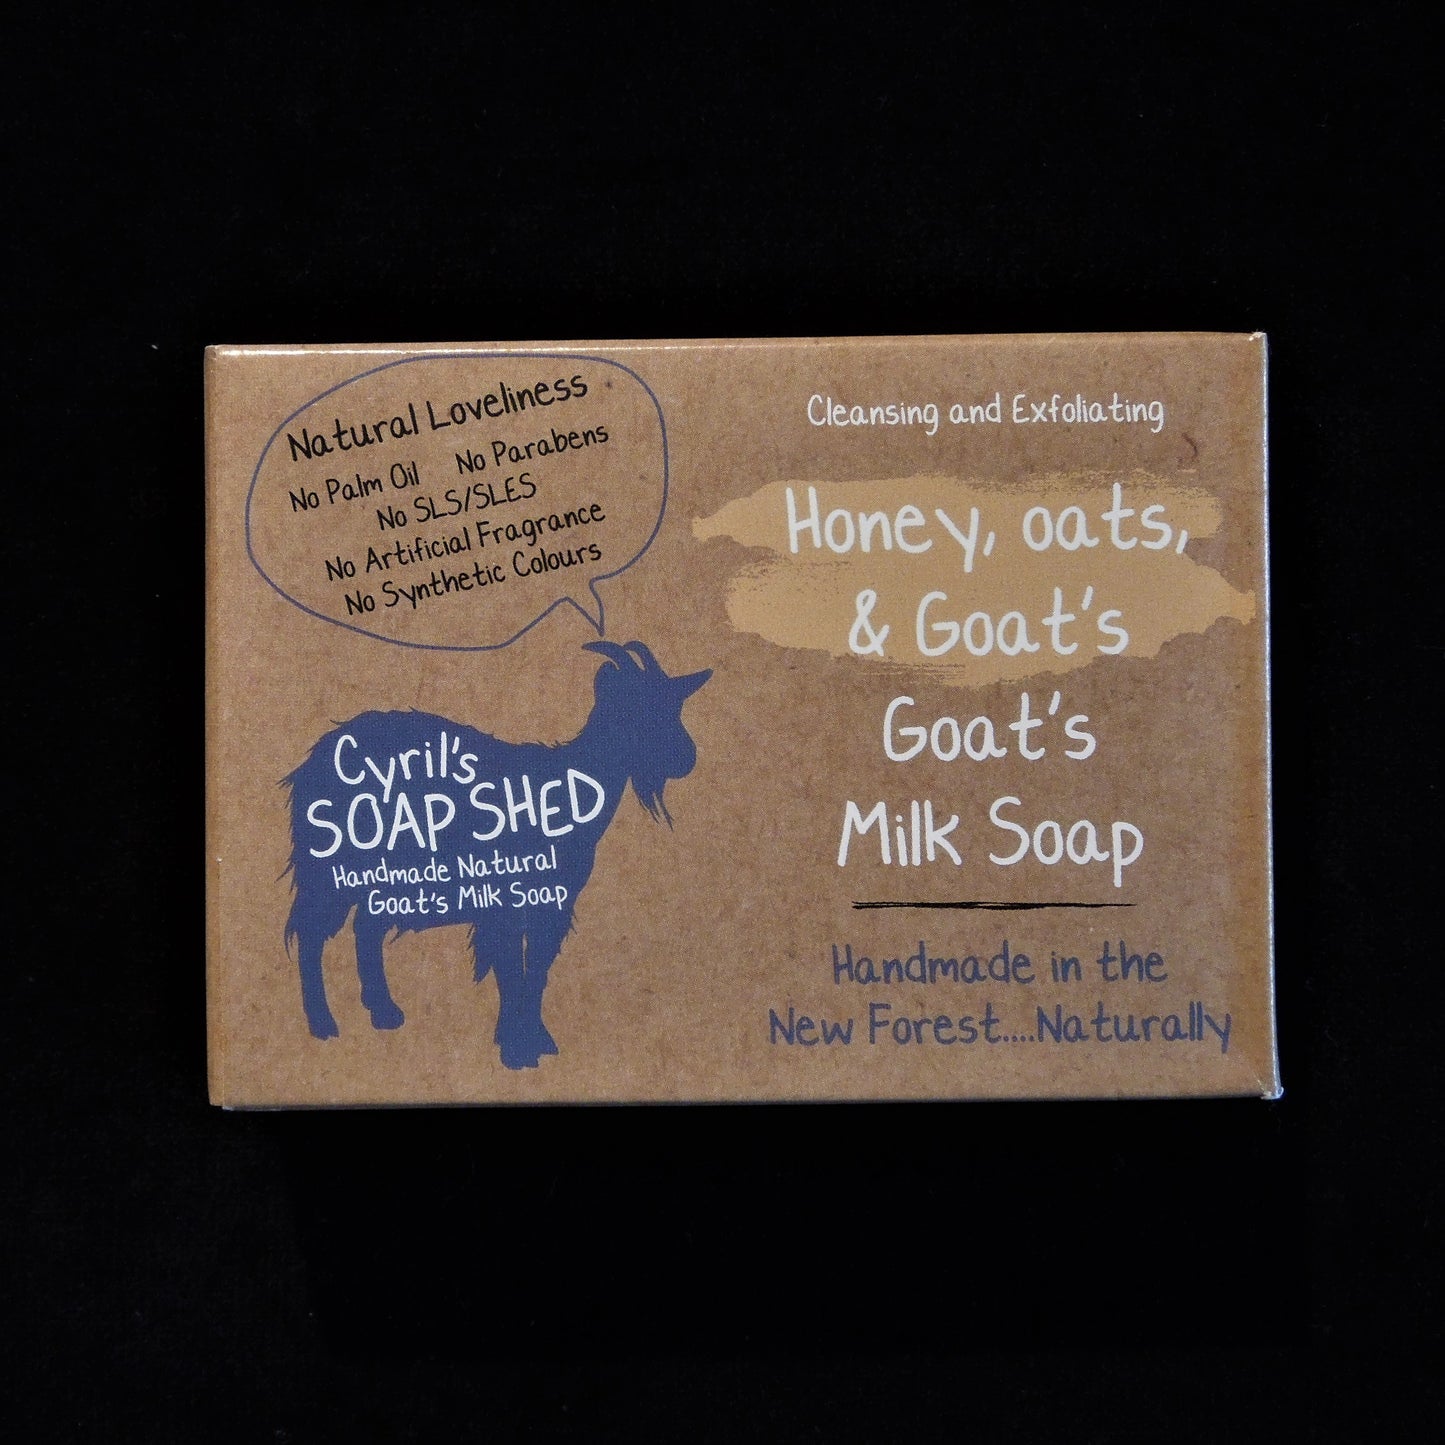 Natural Loveliness
No Palm Oil No Parabens
No SLS/SLES
No Artificial Fragrance
No Synthetic Colours
Cyril's
SOAP SHED
Handmade Natural
Goat's Milk Soap
Cleansing and Exfoliating
Honey, oats,
& Goat's
Goat's
Milk Soap
Handmade in the
New Forest....Naturally